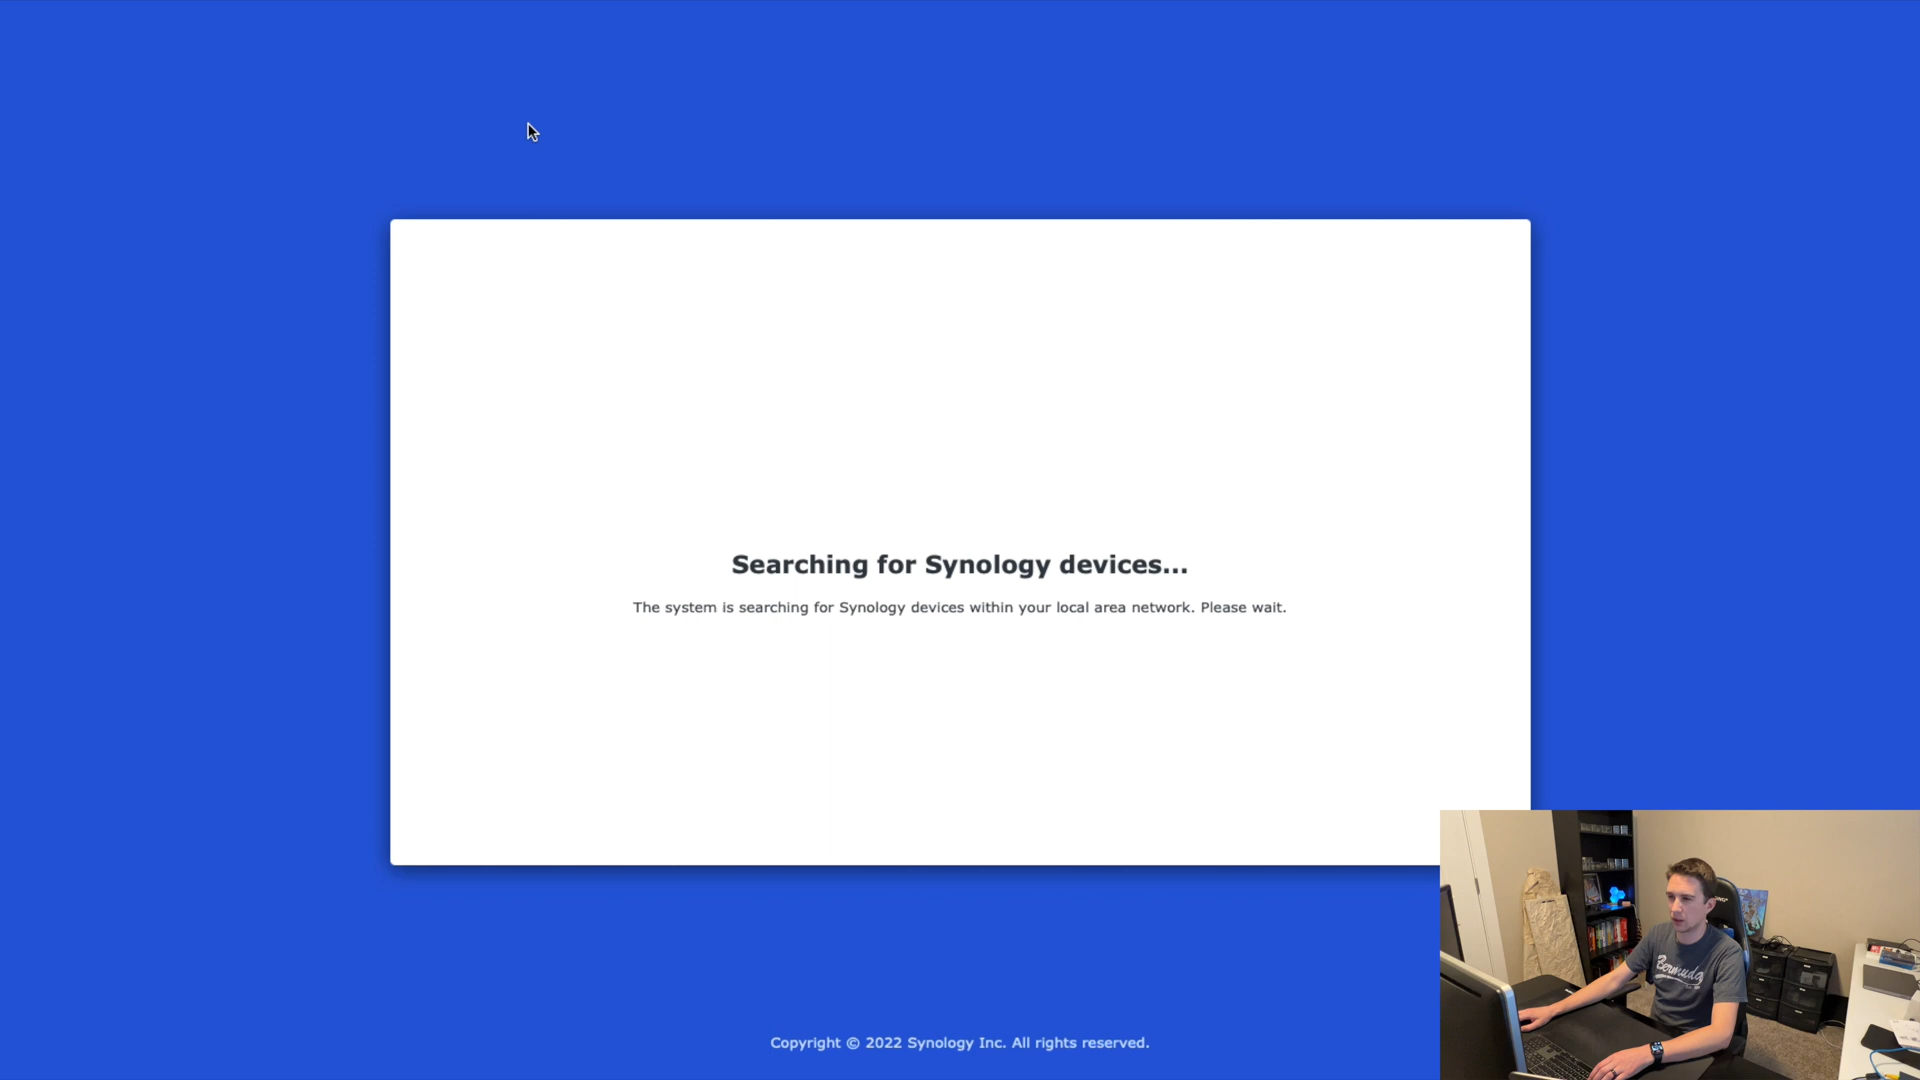 Searching for Synology devices...
The system is searching for Synology devices within your local area network. Please wait.
Bermuda
Copyright © 2022 Synology Inc. All rights reserved.